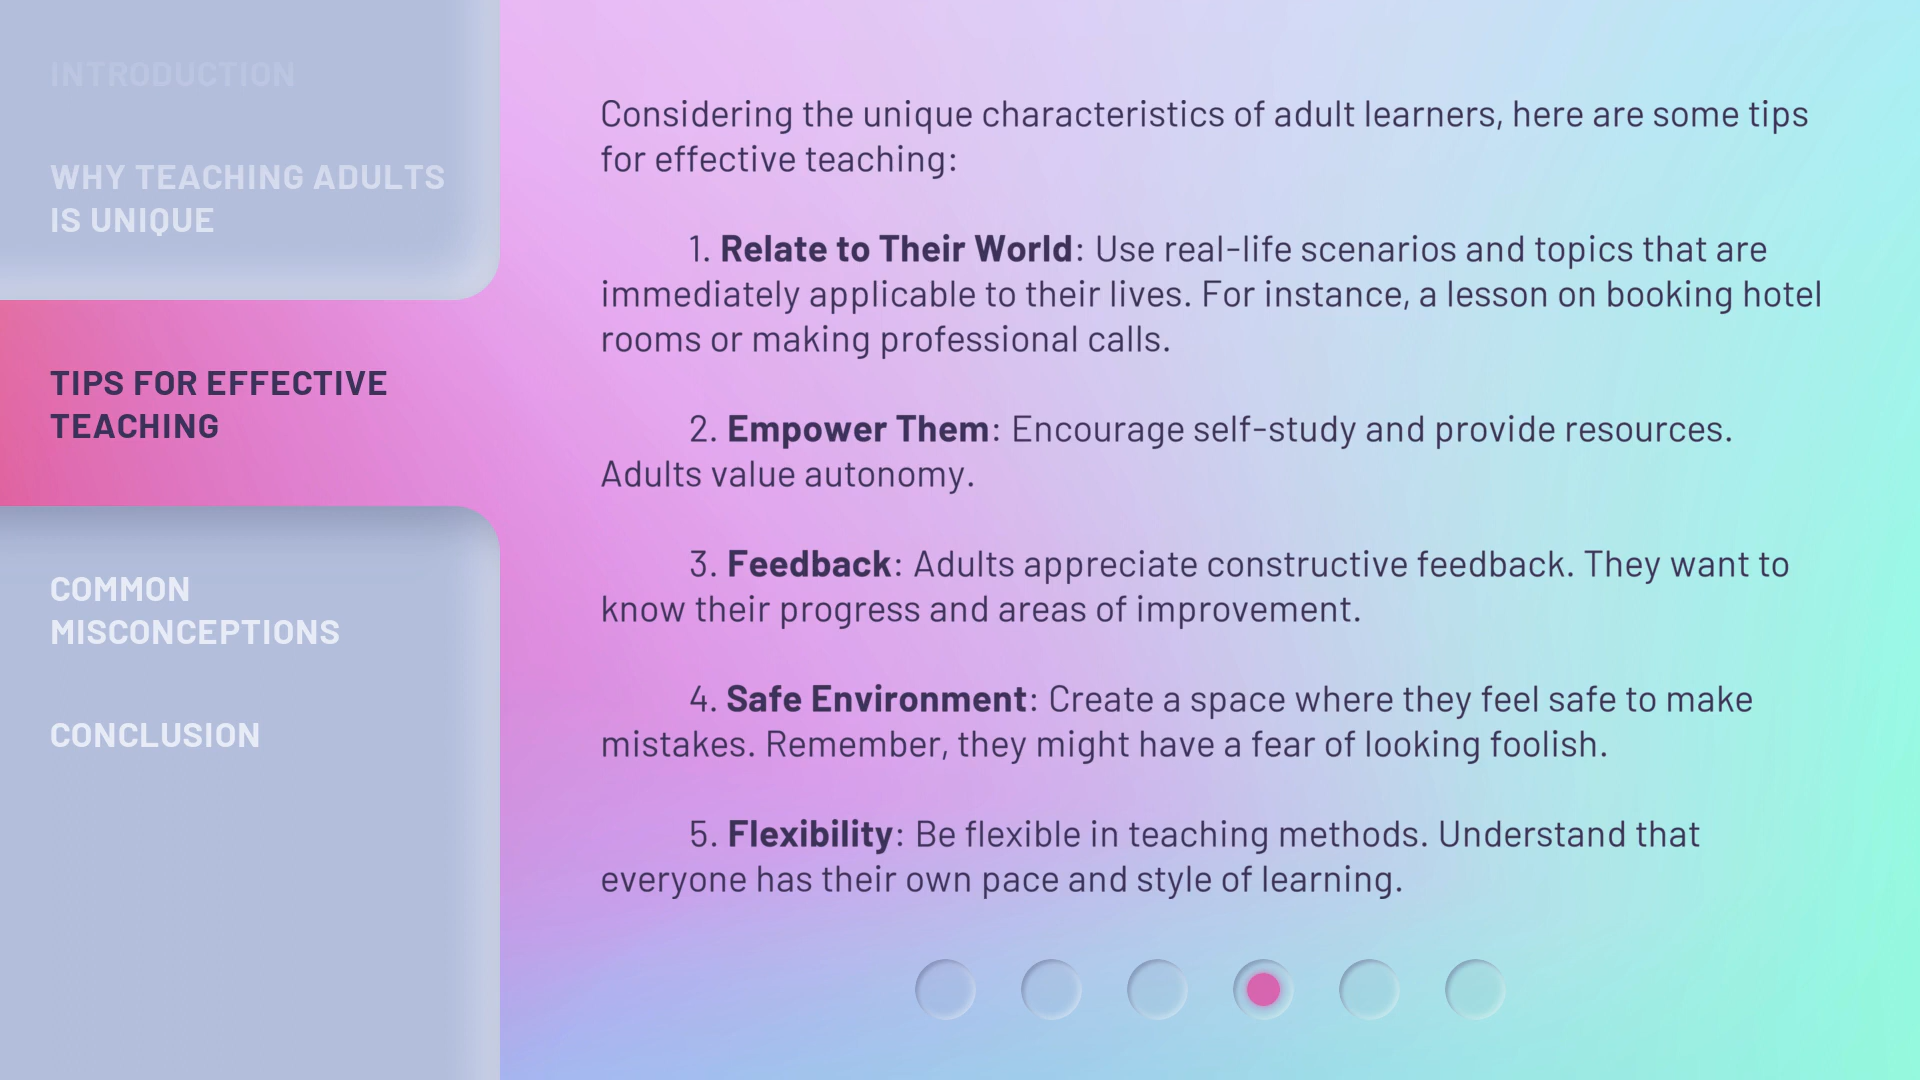 INTRODUCTION
WHY TEACHING ADULTS
IS UNIQUE
TIPS FOR EFFECTIVE
TEACHING
COMMON
MISCONCEPTIONS
CONCLUSION
Considering the unique characteristics of adult learners, here are some tips
for effective teaching:
1. Relate to Their World: Use real-life scenarios and topics that are
immediately applicable to their lives. For instance, a lesson on booking hotel
rooms or making professional calls.
2. Empower Them: Encourage self-study and provide resources.
Adults value autonomy.
3. Feedback: Adults appreciate constructive feedback. They want to
know their progress and areas of improvement.
4. Safe Environment: Create a space where they feel safe to make
mistakes. Remember, they might have a fear of looking foolish.
5. Flexibility: Be flexible in teaching methods. Understand that
everyone has their own pace and style of learning.